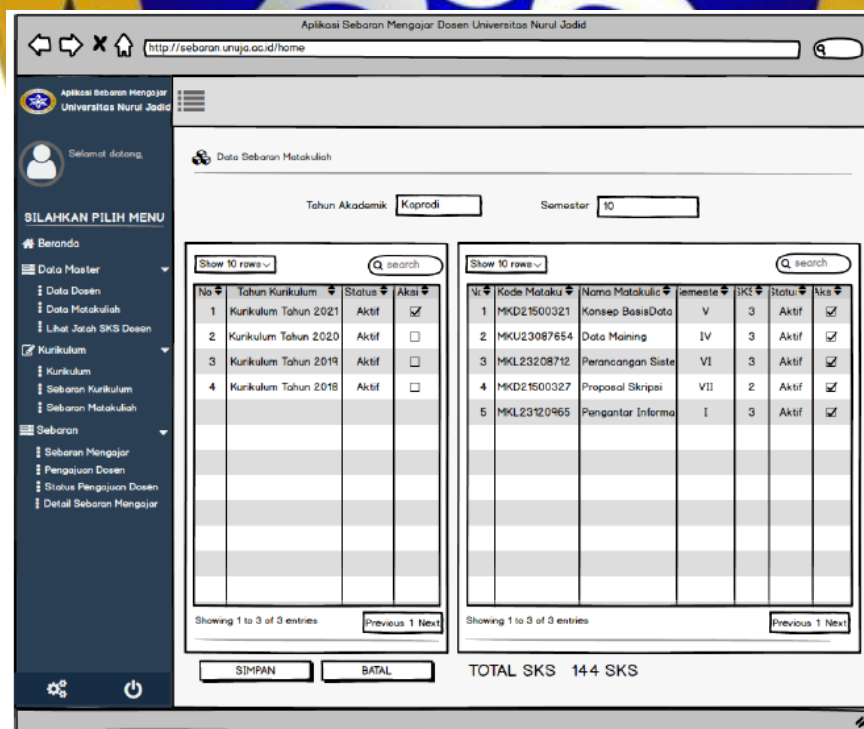 Aplikasi Sebaran Mengajar Dosen Universitas Nurul Jadid
http://sebaran.unuja.ac.id/home
Aplikasi Sebaran Mengajar
Universitas Nurul Jadid
Selamat datang,
SILAHKAN PILIH MENU
Beranda
Data Master
Data Dosen
Data Matakuliah
Lihat Jatah SKS Dosen
Kurikulum
Kurikulum
Sebaran Kurikulum
Sebaran Matakuliah
Sebaran
Sebaran Mengajar
Pengajuan Dosen
Status Pengajuan Dosen
Detail Sebaran Mengajar
Data Sebaran Matakuliah
Tahun Akademik Kaprodi Semester 10
Show 10 rows search
No Tahun Kurikulum Status Aksi
1 Kurikulum Tahun 2021 Aktif
2 Kurikulum Tahun 2020 Aktif
3 Kurikulum Tahun 2019 Aktif
4 Kurikulum Tahun 2018 Aktif
Showing 1 to 3 of 3 entries
Previous 1 Next
SIMPAN BATAL
Show 10 rows search
Kode Mataku Nama Matakulic Semeste SKS Statu Aks
1 MKD21500321 Konsep BasisData V 3 Aktif
2 MKU23087654 Data Maining IV 3 Aktif
3 MKL23208712 Perancangan Siste VI 3 Aktif
4 MKD21500327 Proposal Skripsi VII 2 Aktif
5 MKL23120965 Pengantar Informa I 3 Aktif
Showing 1 to 3 of 3 entries
Previous 1 Next
TOTAL SKS 144 SKS